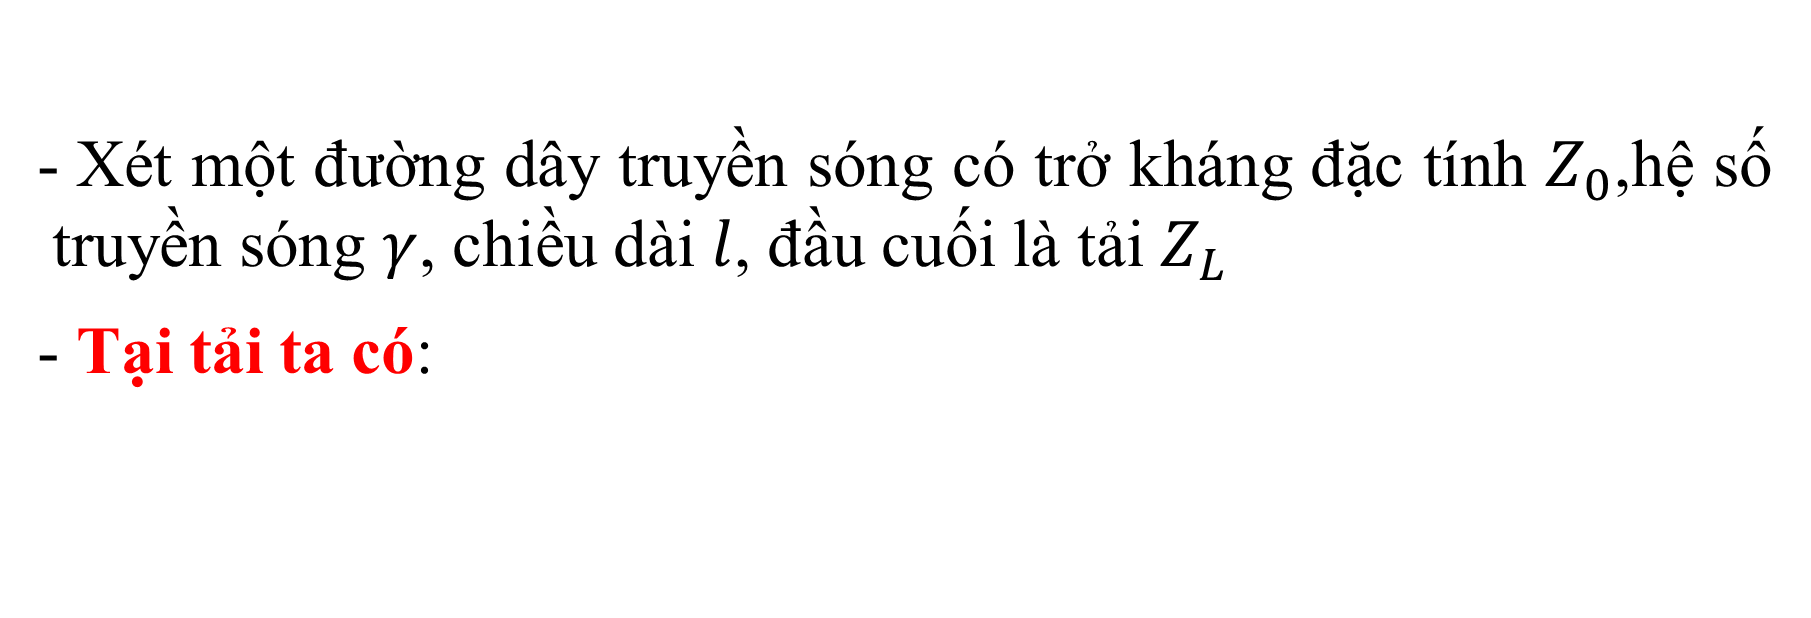 - Xét một đường dây truyền sóng có trở kháng đặc tính Z₀,hệ số
truyền sóng γ, chiều dài l, đầu cuối là tải Z_L
- Tại tải ta có: